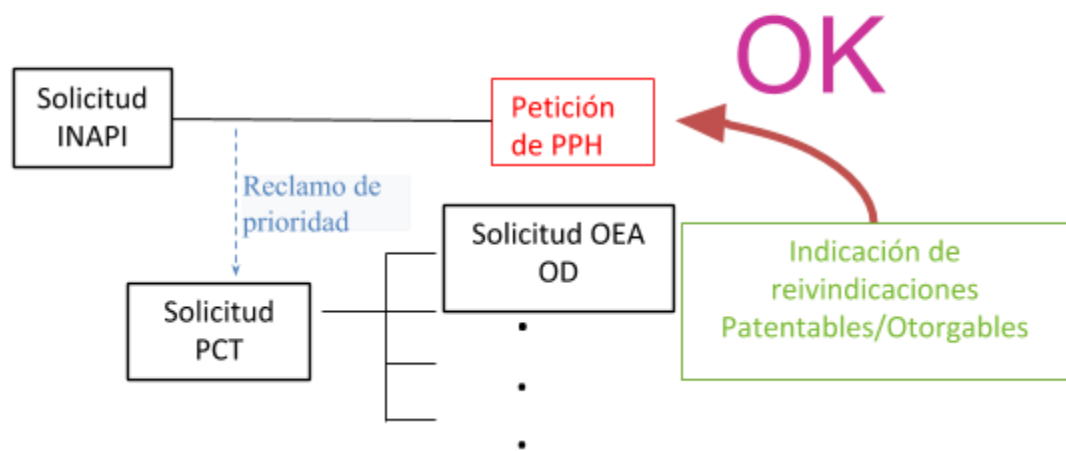 OK
Solicitud
INAPI
Petición
de PPH
Reclamo de
prioridad
Solicitud OEA
OD
Indicación de
reivindicaciones
Patentables/Otorgables
Solicitud
PCT